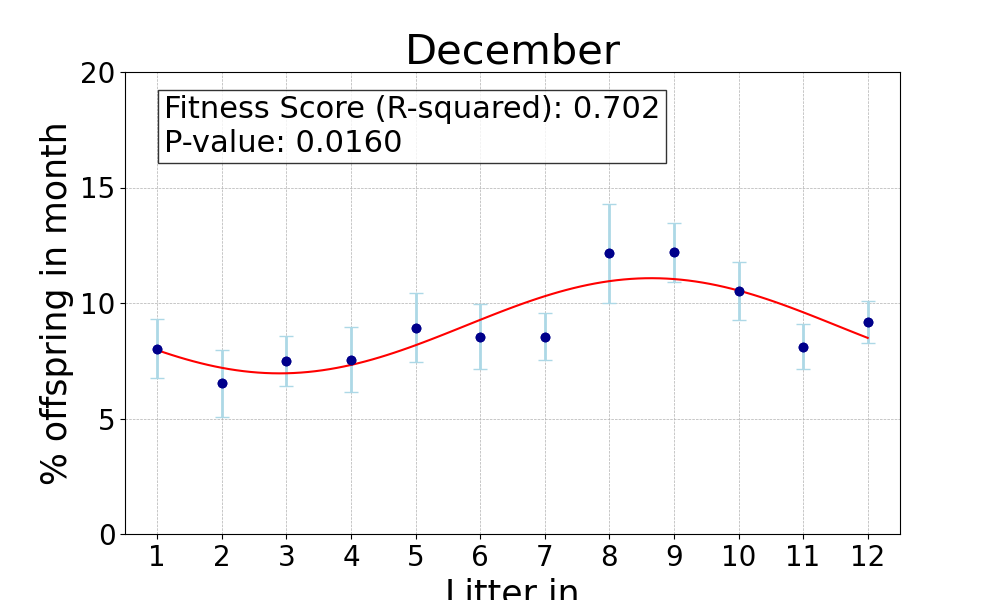 December
Fitness Score (R-squared): 0.702
P-value: 0.0160
% offspring in month
20
15
10
5
0
1 2 3 4 5 6 7 8 9 10 11 12
Litter in